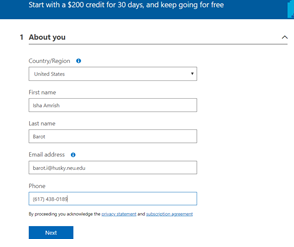 Start with a $200 credit for 30 days, and keep going for free
1 About you
Country/Region
United States
First name
Isha Amrish
Last name
Barot
Email address
barot.i@husky.neu.edu
Phone
(617) 438-0189
By proceeding you acknowledge the privacy statement and subscription agreement
Next